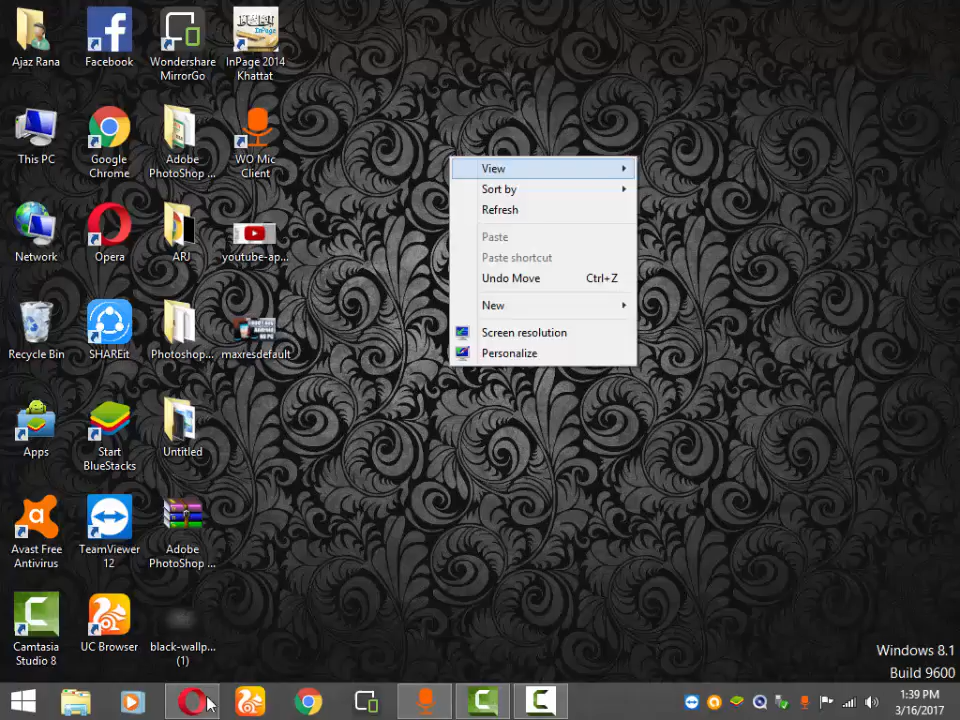 Ajaz Rana
Facebook
Wondershare
MirrorGo
InPage 2014
Khattat
This PC
Google
Chrome
Adobe
PhotoShop ...
WO Mic
Client
Network
Opera
ARJ
youtube-ap...
Recycle Bin
SHAREit
Photoshop...
maxresdefault
Apps
Start
BlueStacks
Untitled
Avast Free
Antivirus
TeamViewer
12
Adobe
PhotoShop ...
Camtasia
Studio 8
UC Browser
black-wallp...
(1)
View
Sort by
Refresh
Paste
Paste shortcut
Undo Move Ctrl+Z
New
Screen resolution
Personalize
Windows 8.1
Build 9600
1:39 PM
3/16/2017